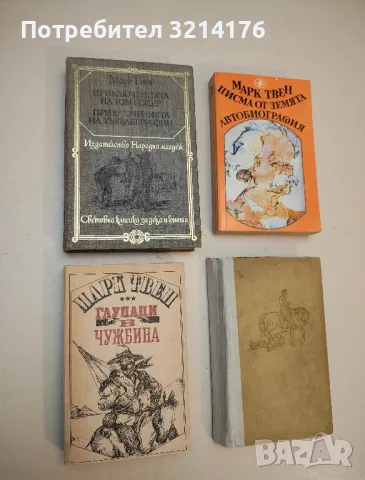 Потребител: 3214176
Марк Твен
ПРИКЛЮЧЕНИЯТА
НА ТОМ СОЙЕР
ПРИКЛЮЧЕНИЯТА
НА ХЪКЪЛБЕРИ ФИН
Издателство Народна младеж
Световна класика за деца и юноши
МАРК ТВЕН
ПИСМА ОТ ЗЕМЯТА
АВТОБИОГРАФИЯ
МАРК ТВЕН
ГЛУПАЦИ
В
ЧУЖБИНА
bazar